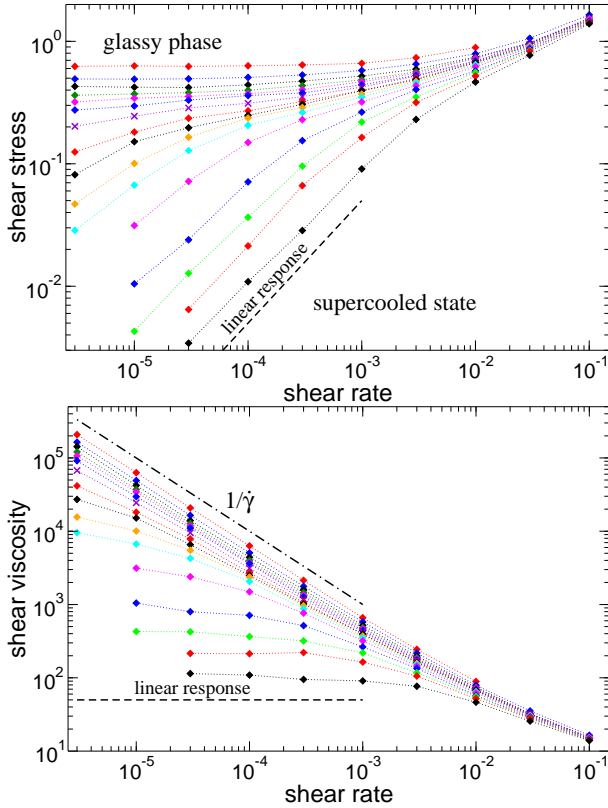 10^0
10^-1
10^-2
shear stress
glassy phase
linear response
supercooled state
10^-5 10^-4 10^-3 10^-2 10^-1
shear rate
10^5
10^4
10^3
10^2
10^1
shear viscosity
1/γ̇
linear response
10^-5 10^-4 10^-3 10^-2 10^-1
shear rate